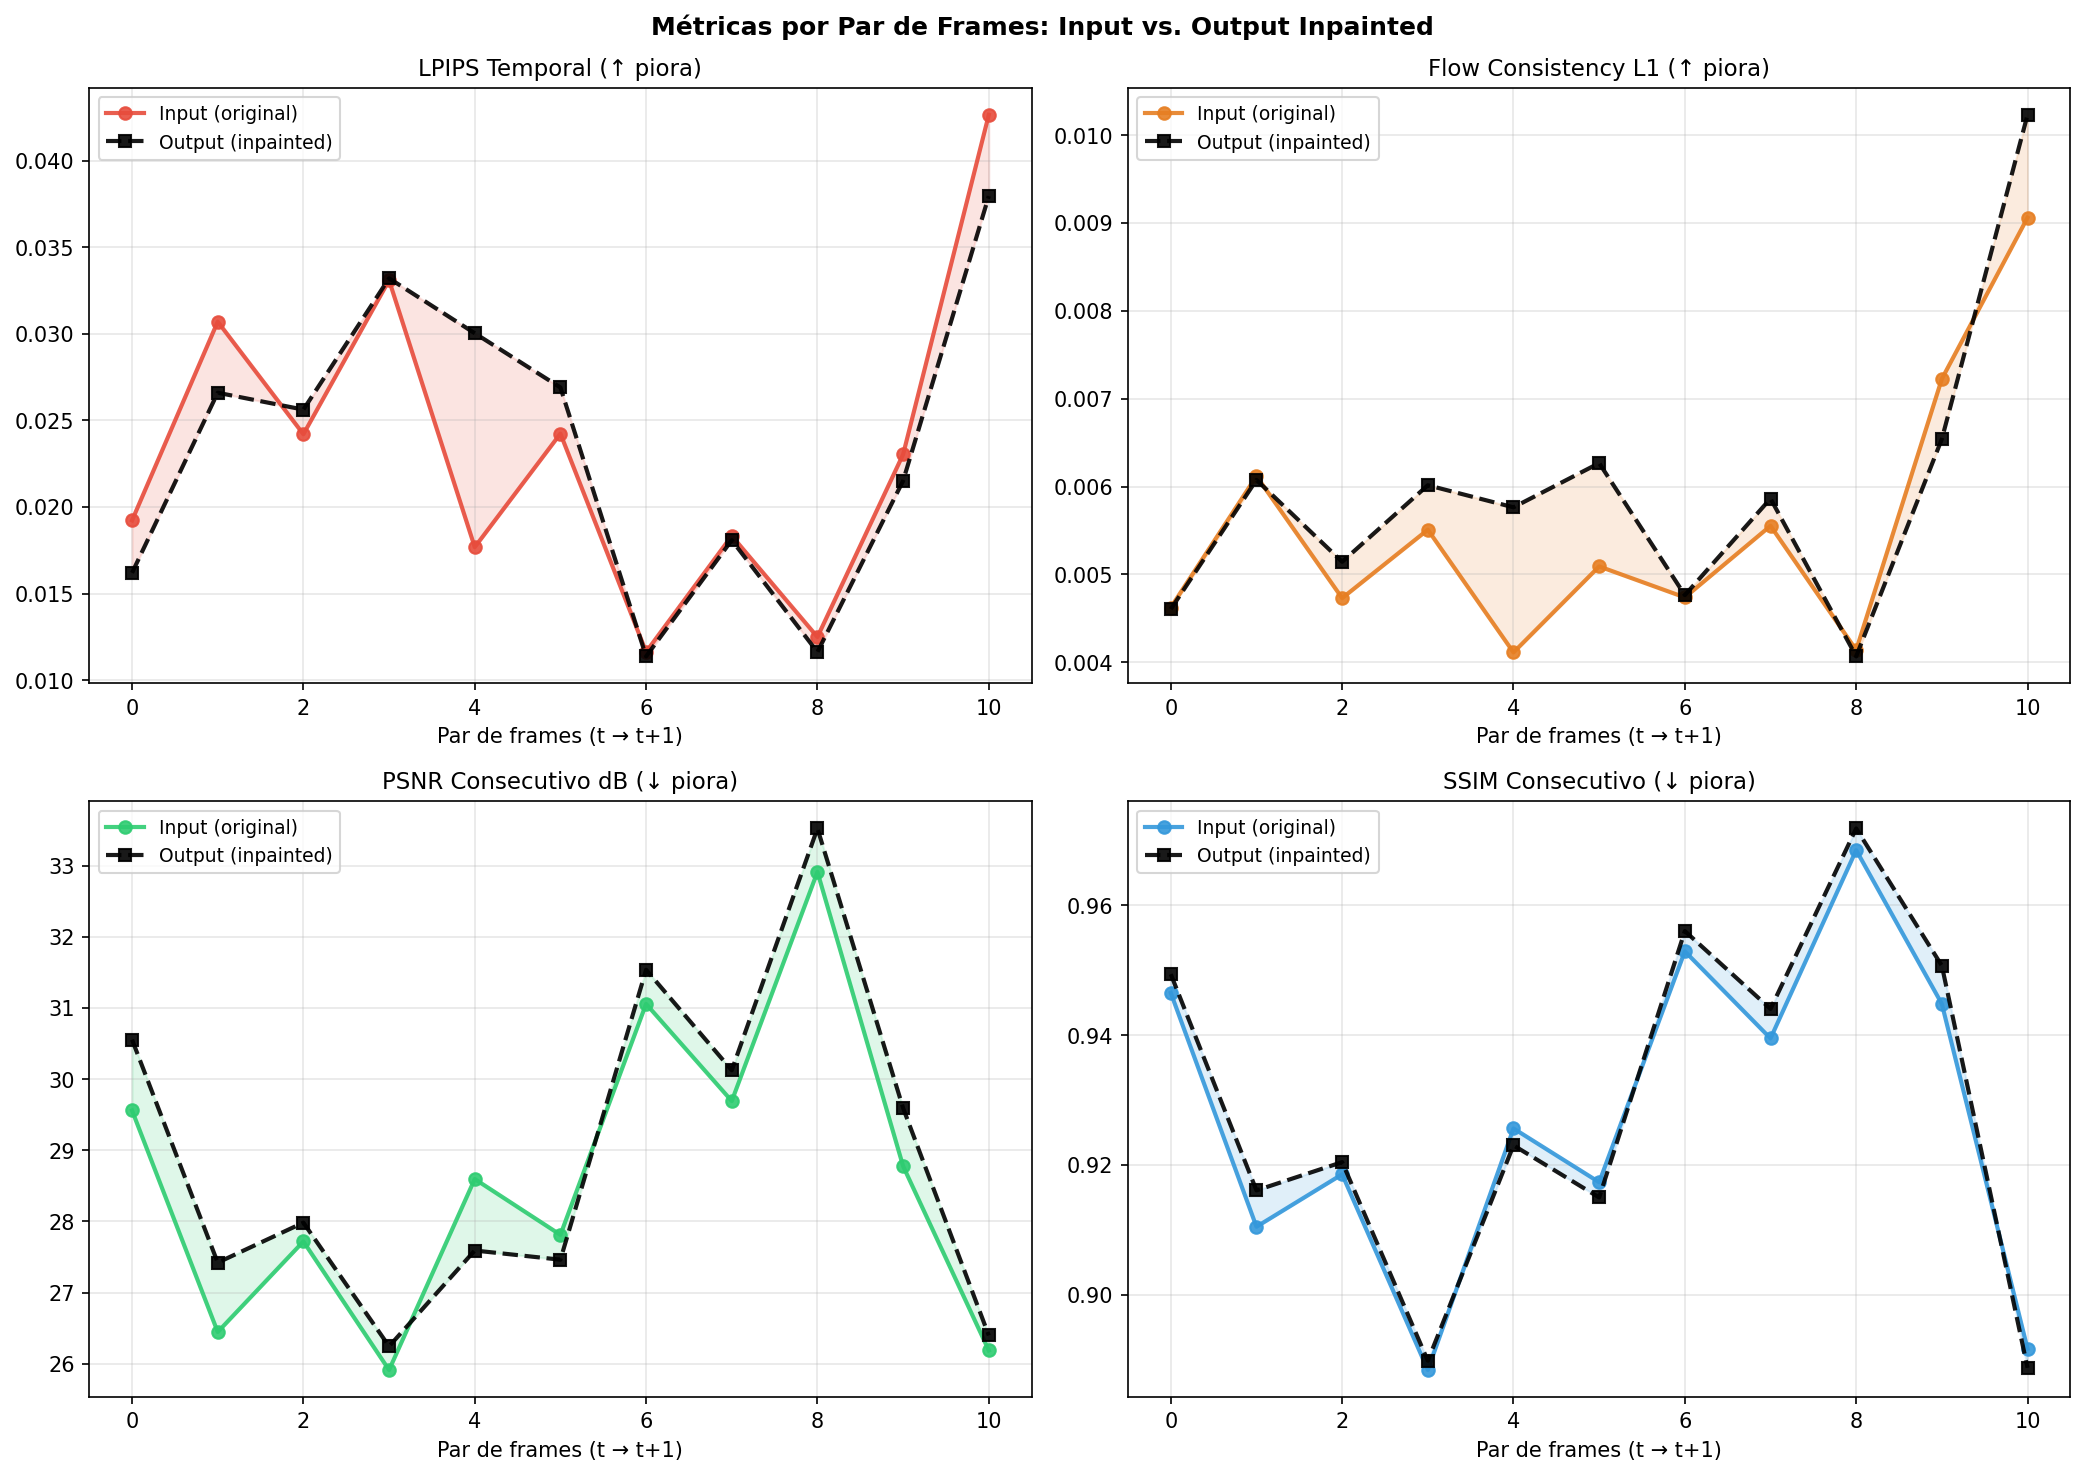 Métricas por Par de Frames: Input vs. Output Inpainted
LPIPS Temporal (↑ piora)
Input (original)
Output (inpainted)
0.040
0.035
0.030
0.025
0.020
0.015
0.010
0 2 4 6 8 10
Par de frames (t → t+1)
Flow Consistency L1 (↑ piora)
Input (original)
Output (inpainted)
0.010
0.009
0.008
0.007
0.006
0.005
0.004
0 2 4 6 8 10
Par de frames (t → t+1)
PSNR Consecutivo dB (↓ piora)
Input (original)
Output (inpainted)
33
32
31
30
29
28
27
26
0 2 4 6 8 10
Par de frames (t → t+1)
SSIM Consecutivo (↓ piora)
Input (original)
Output (inpainted)
0.96
0.94
0.92
0.90
0 2 4 6 8 10
Par de frames (t → t+1)